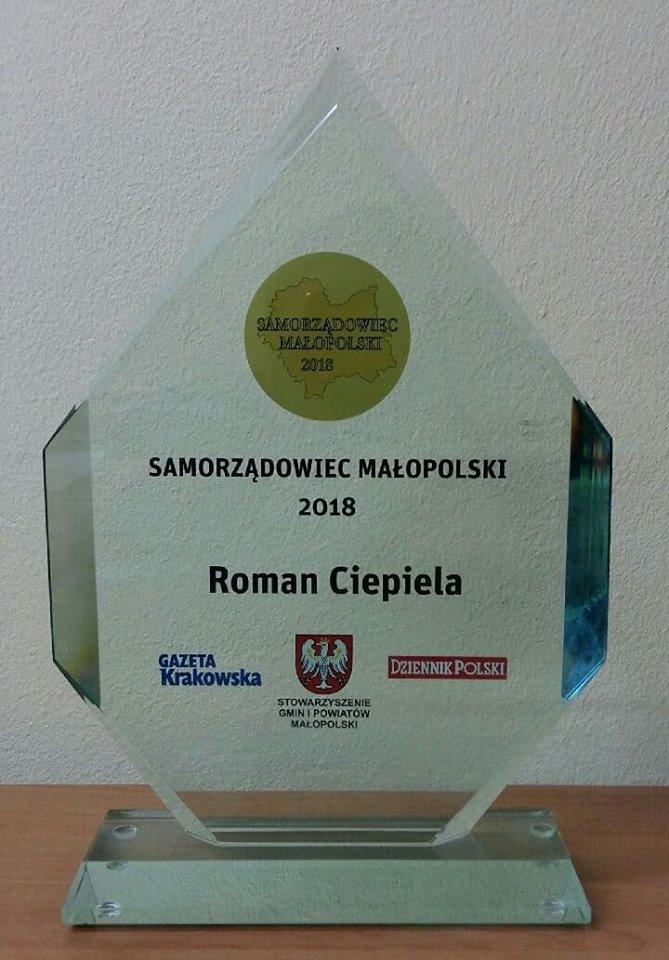 SAMORZĄDOWIEC
MAŁOPOLSKI
2018
SAMORZĄDOWIEC MAŁOPOLSKI
2018
Roman Ciepiela
GAZETA
Krakowska
STOWARZYSZENIE
GMIN I POWIATÓW
MAŁOPOLSKI
DZIENNIK POLSKI